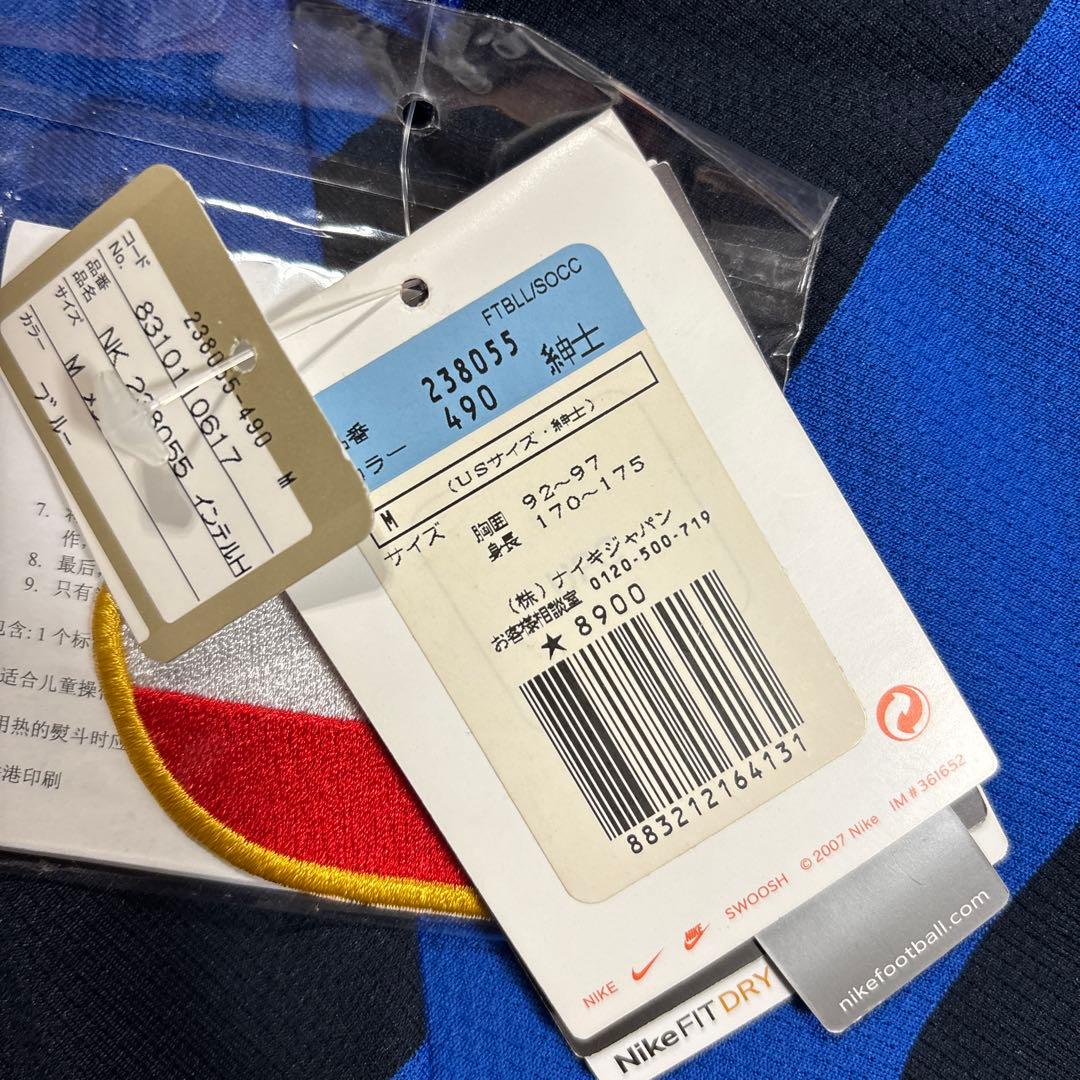 コード No. 238055-490 M
83101 0617
品番
品名 NK 238055 インテルエ
サイズ M
カラー ブルー
FTBLL/SOCC
番 238055 紳士
ラー 490
(USサイズ・紳士)
M
サイズ 胸囲 92~97
身長 170~175
(株)ナイキジャパン
お客様相談室 0120-500-719
★ 8900
883212164131
NIKE SWOOSH © 2007 Nike IM # 361652
NikeFIT DRY
nikefootball.com
7.
作,
8. 最后
9. 只有
包含: 1 个标
适合儿童操
用热的熨斗时应
港印刷